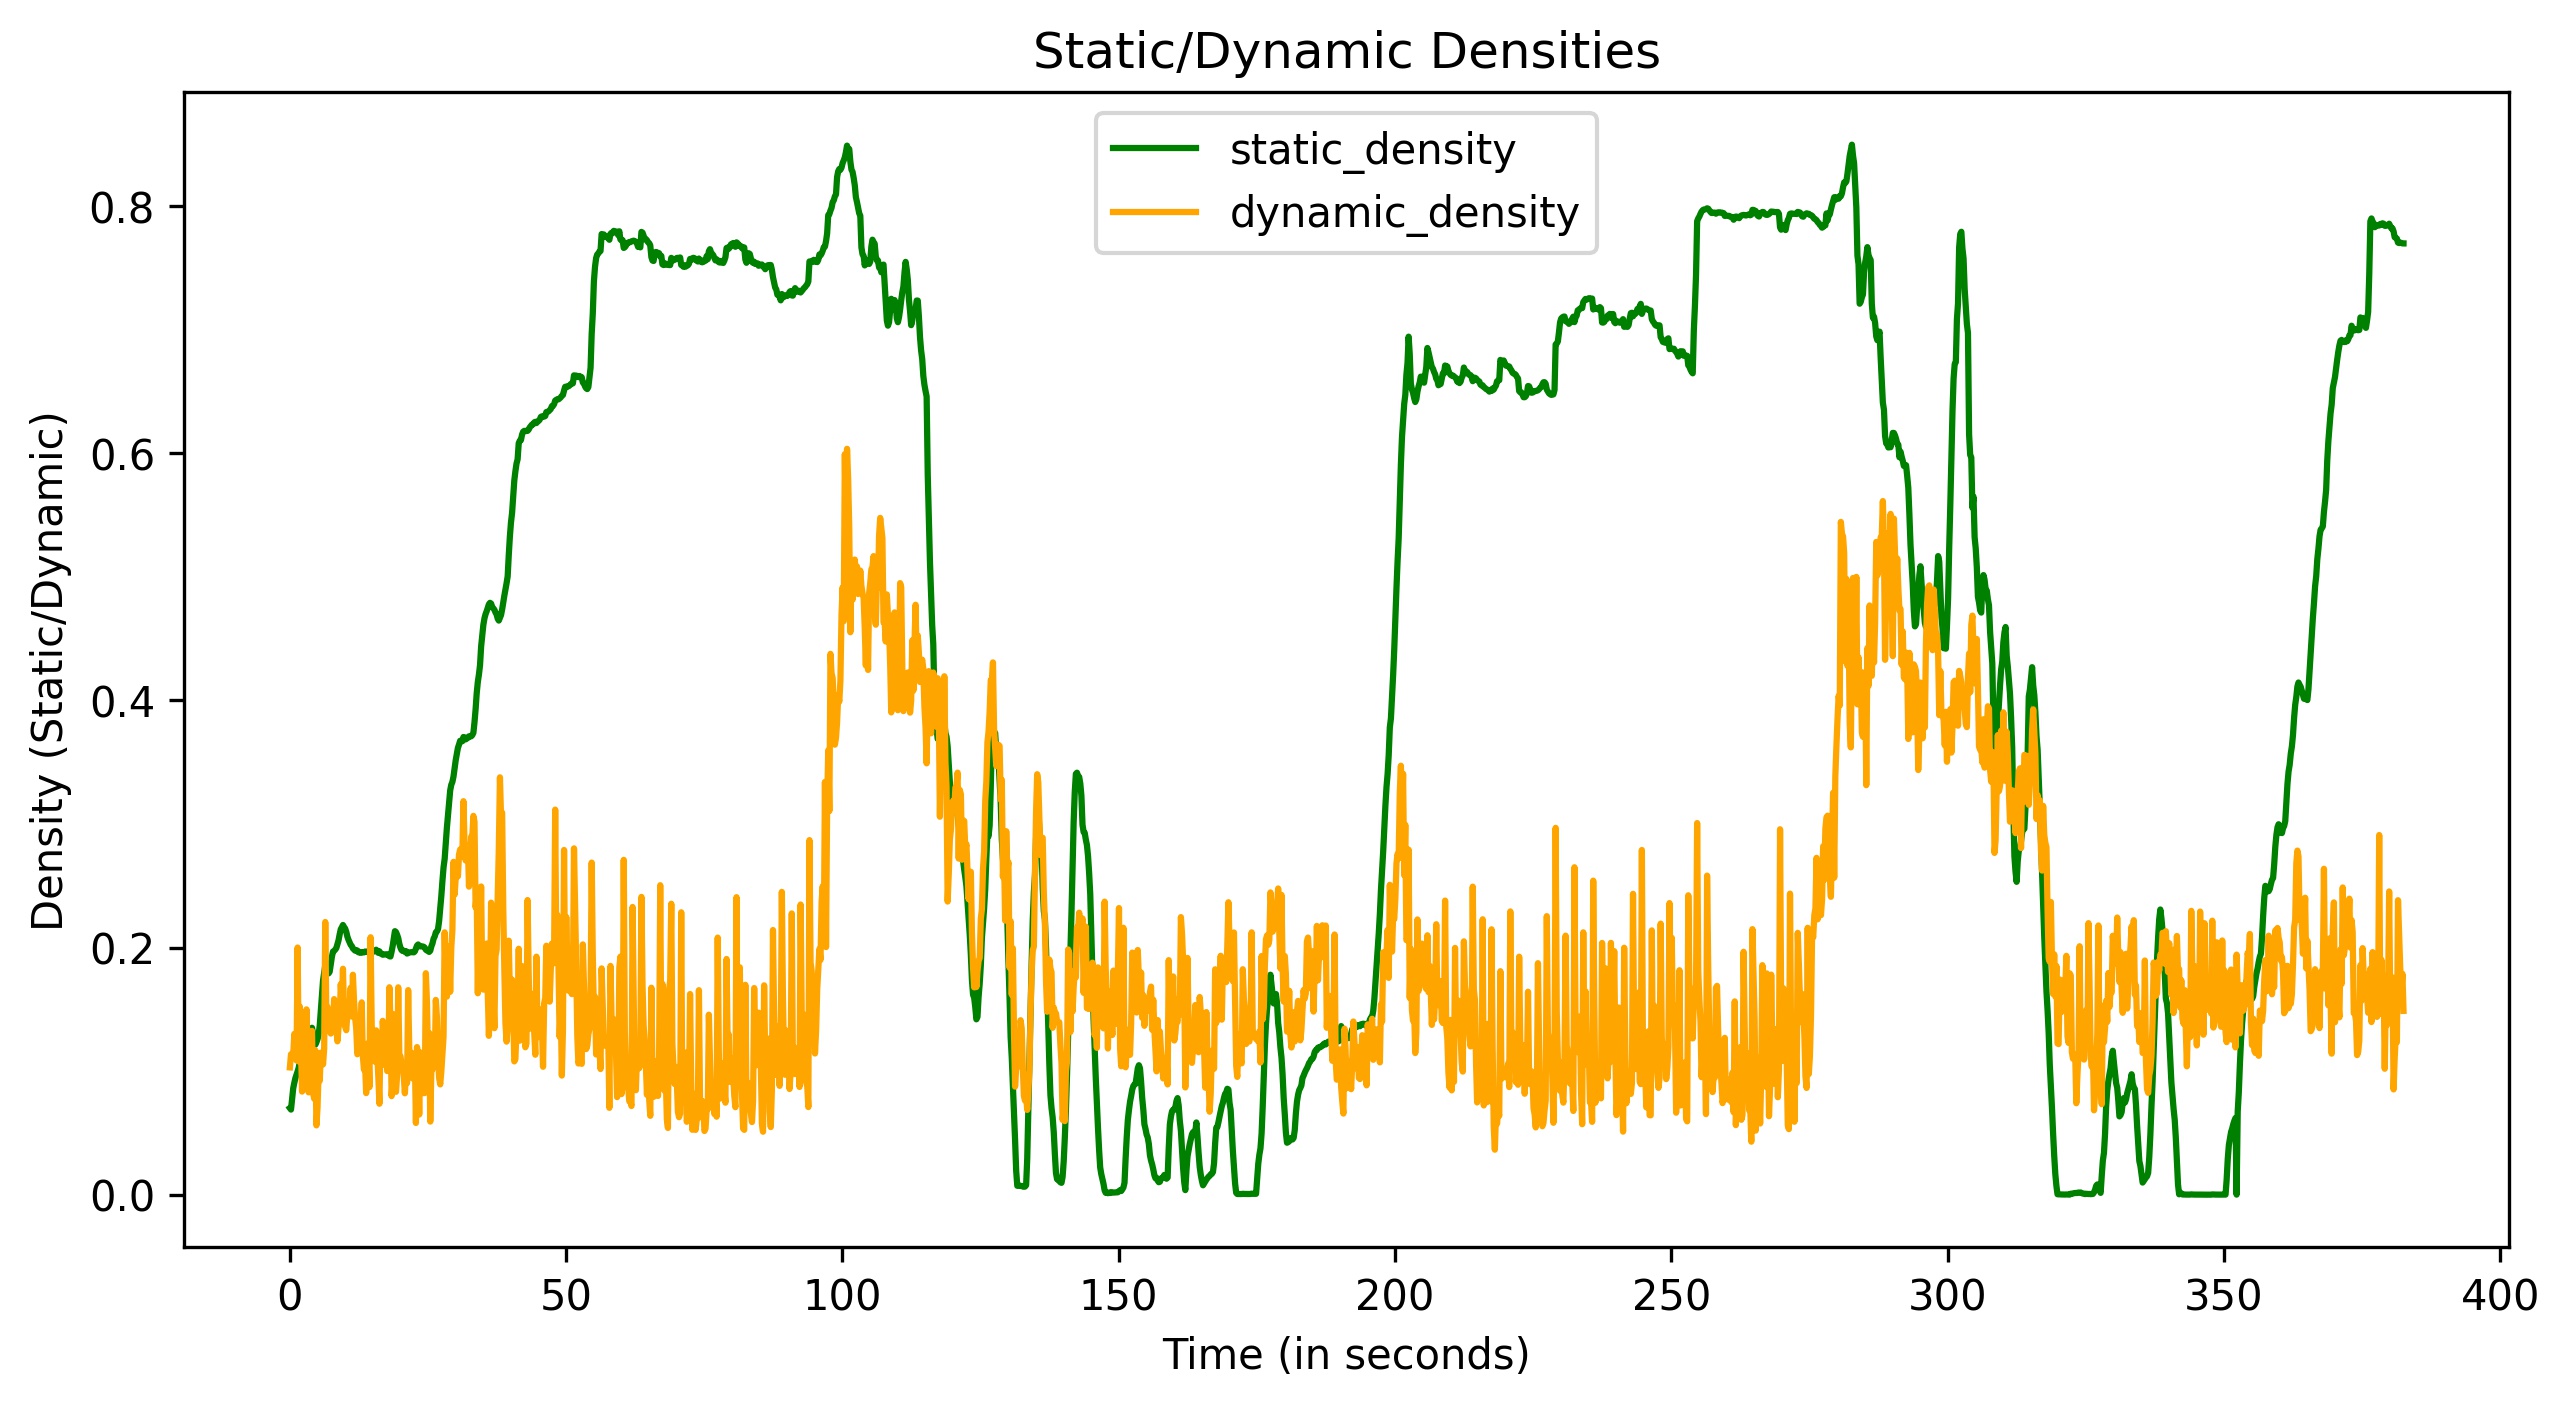 Static/Dynamic Densities
static_density
dynamic_density
Density (Static/Dynamic)
0.8
0.6
0.4
0.2
0.0
0 50 100 150 200 250 300 350 400
Time (in seconds)